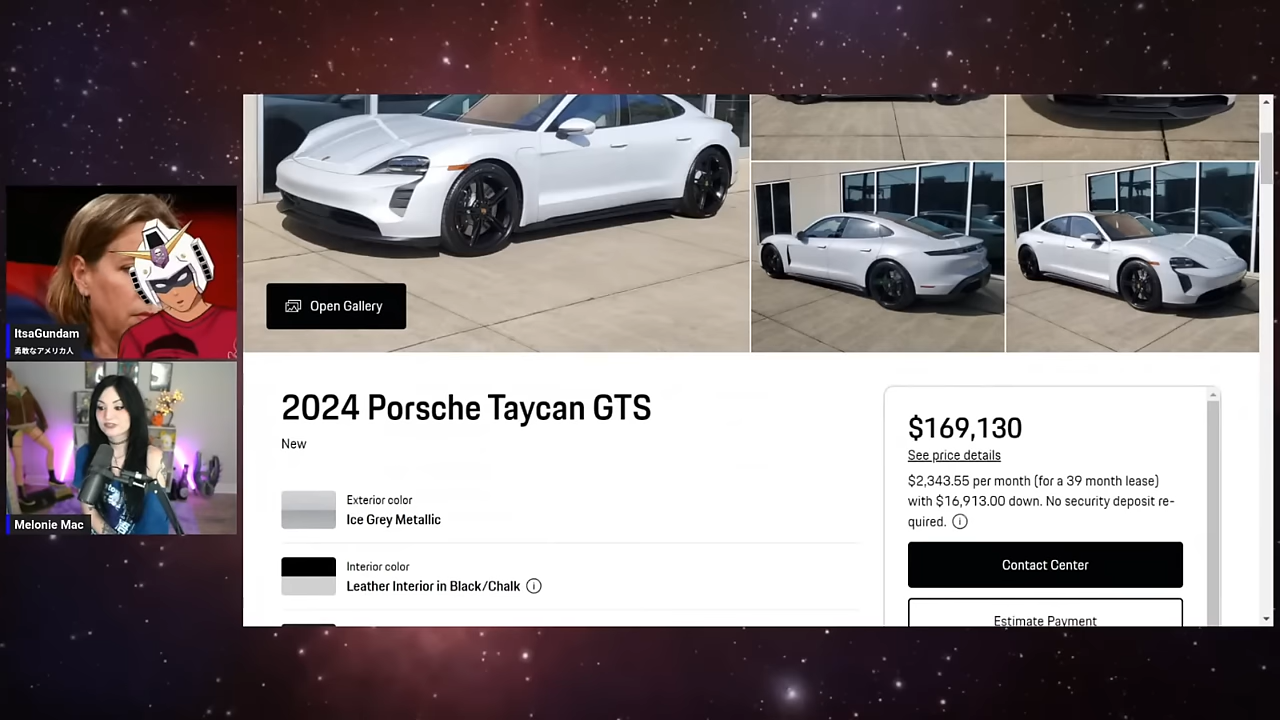 ItsaGundam
勇敢なアメリカ人
Melonie Mac
Open Gallery
2024 Porsche Taycan GTS
New
Exterior color
Ice Grey Metallic
Interior color
Leather Interior in Black/Chalk
$169,130
See price details
$2,343.55 per month (for a 39 month lease)
with $16,913.00 down. No security deposit re-
quired.
Contact Center
Estimate Payment